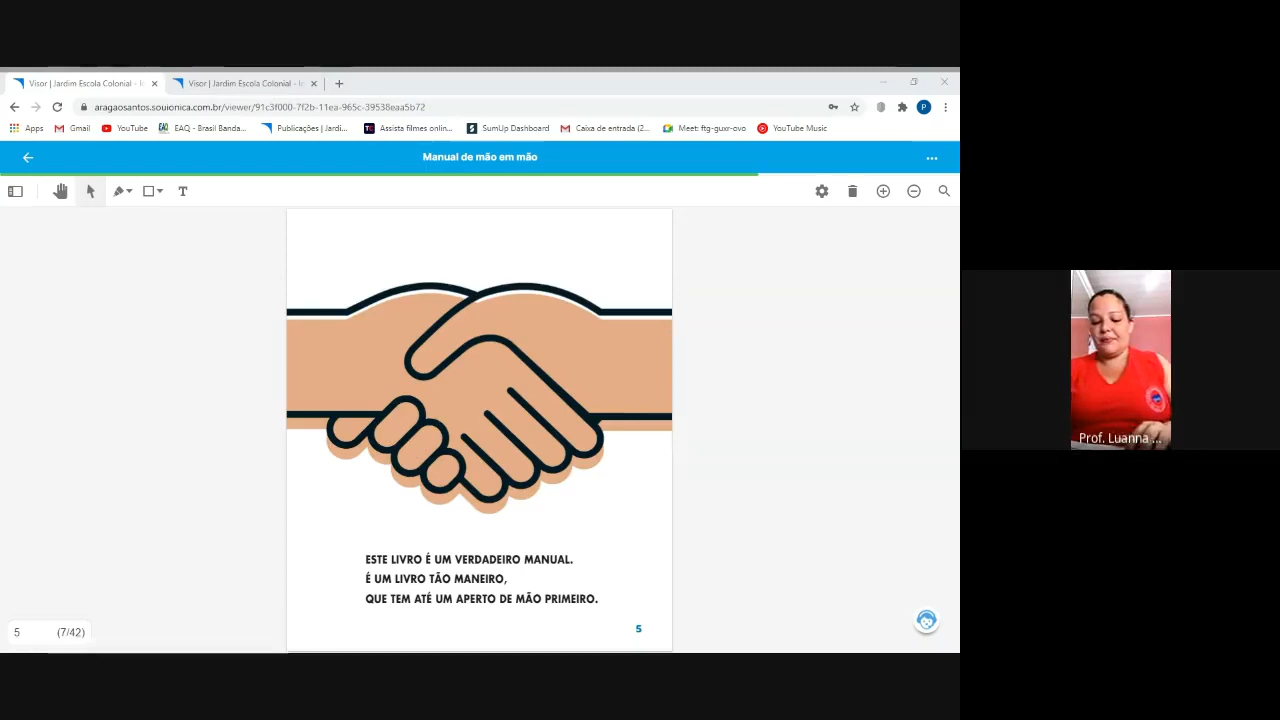 Visor | Jardim Escola Colonial - I
Visor | Jardim Escola Colonial - I
aragaosantos.souionica.com.br/viewer/91c3f000-7f2b-11ea-965c-39538eaa5b72
P
Apps
Gmail
YouTube
EAQ - Brasil Banda...
Publicações | Jardi...
Assista filmes onlin...
SumUp Dashboard
Caixa de entrada (2...
Meet: ftg-guxr-ovo
YouTube Music
Manual de mão em mão
T
ESTE LIVRO É UM VERDADEIRO MANUAL.
É UM LIVRO TÃO MANEIRO,
QUE TEM ATÉ UM APERTO DE MÃO PRIMEIRO.
5
5 (7/42)
Prof. Luanna ...